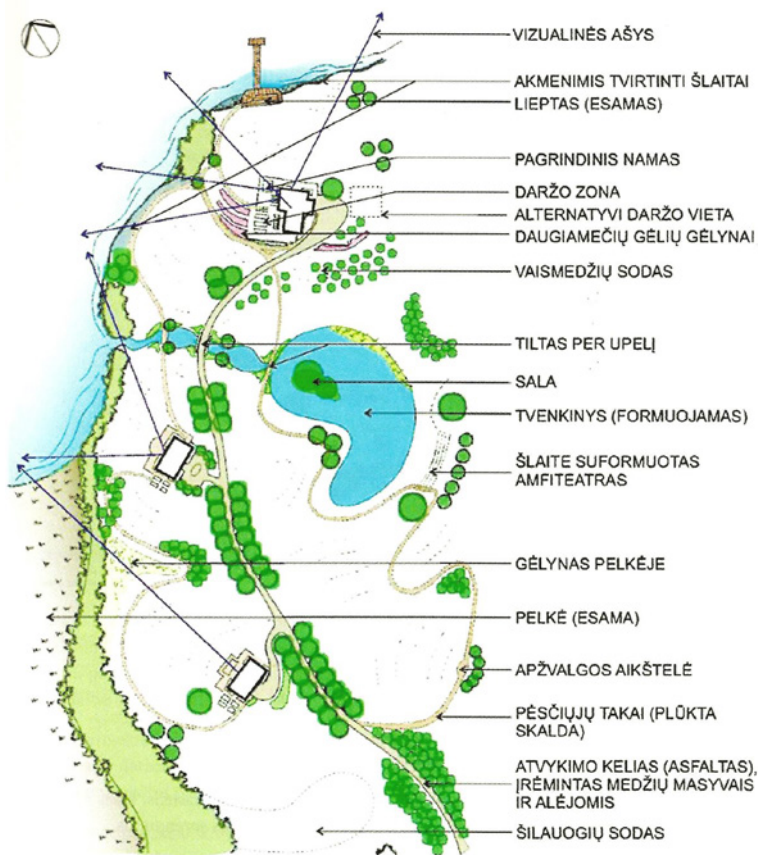 VIZUALINĖS AŠYS
AKMENIMIS TVIRTINTI ŠLAITAI
LIEPTAS (ESAMAS)
PAGRINDINIS NAMAS
DARŽO ZONA
ALTERNATYVI DARŽO VIETA
DAUGIAMEČIŲ GĖLIŲ GĖLYNAI
VAISMEDŽIŲ SODAS
TILTAS PER UPELĮ
SALA
TVENKINYS (FORMUOJAMAS)
ŠLAITE SUFORMUOTAS
AMFITEATRAS
GĖLYNAS PELKĖJE
PELKĖ (ESAMA)
APŽVALGOS AIKŠTELĖ
PĖSČIŲJŲ TAKAI (PLŪKTA
SKALDA)
ATVYKIMO KELIAS (ASFALTAS),
ĮRĖMINTAS MEDŽIŲ MASYVAIS
IR ALĖJOMIS
ŠILAUOGIŲ SODAS